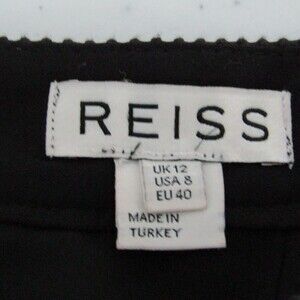 REISS
UK 12
USA 8
EU 40
MADE IN
TURKEY